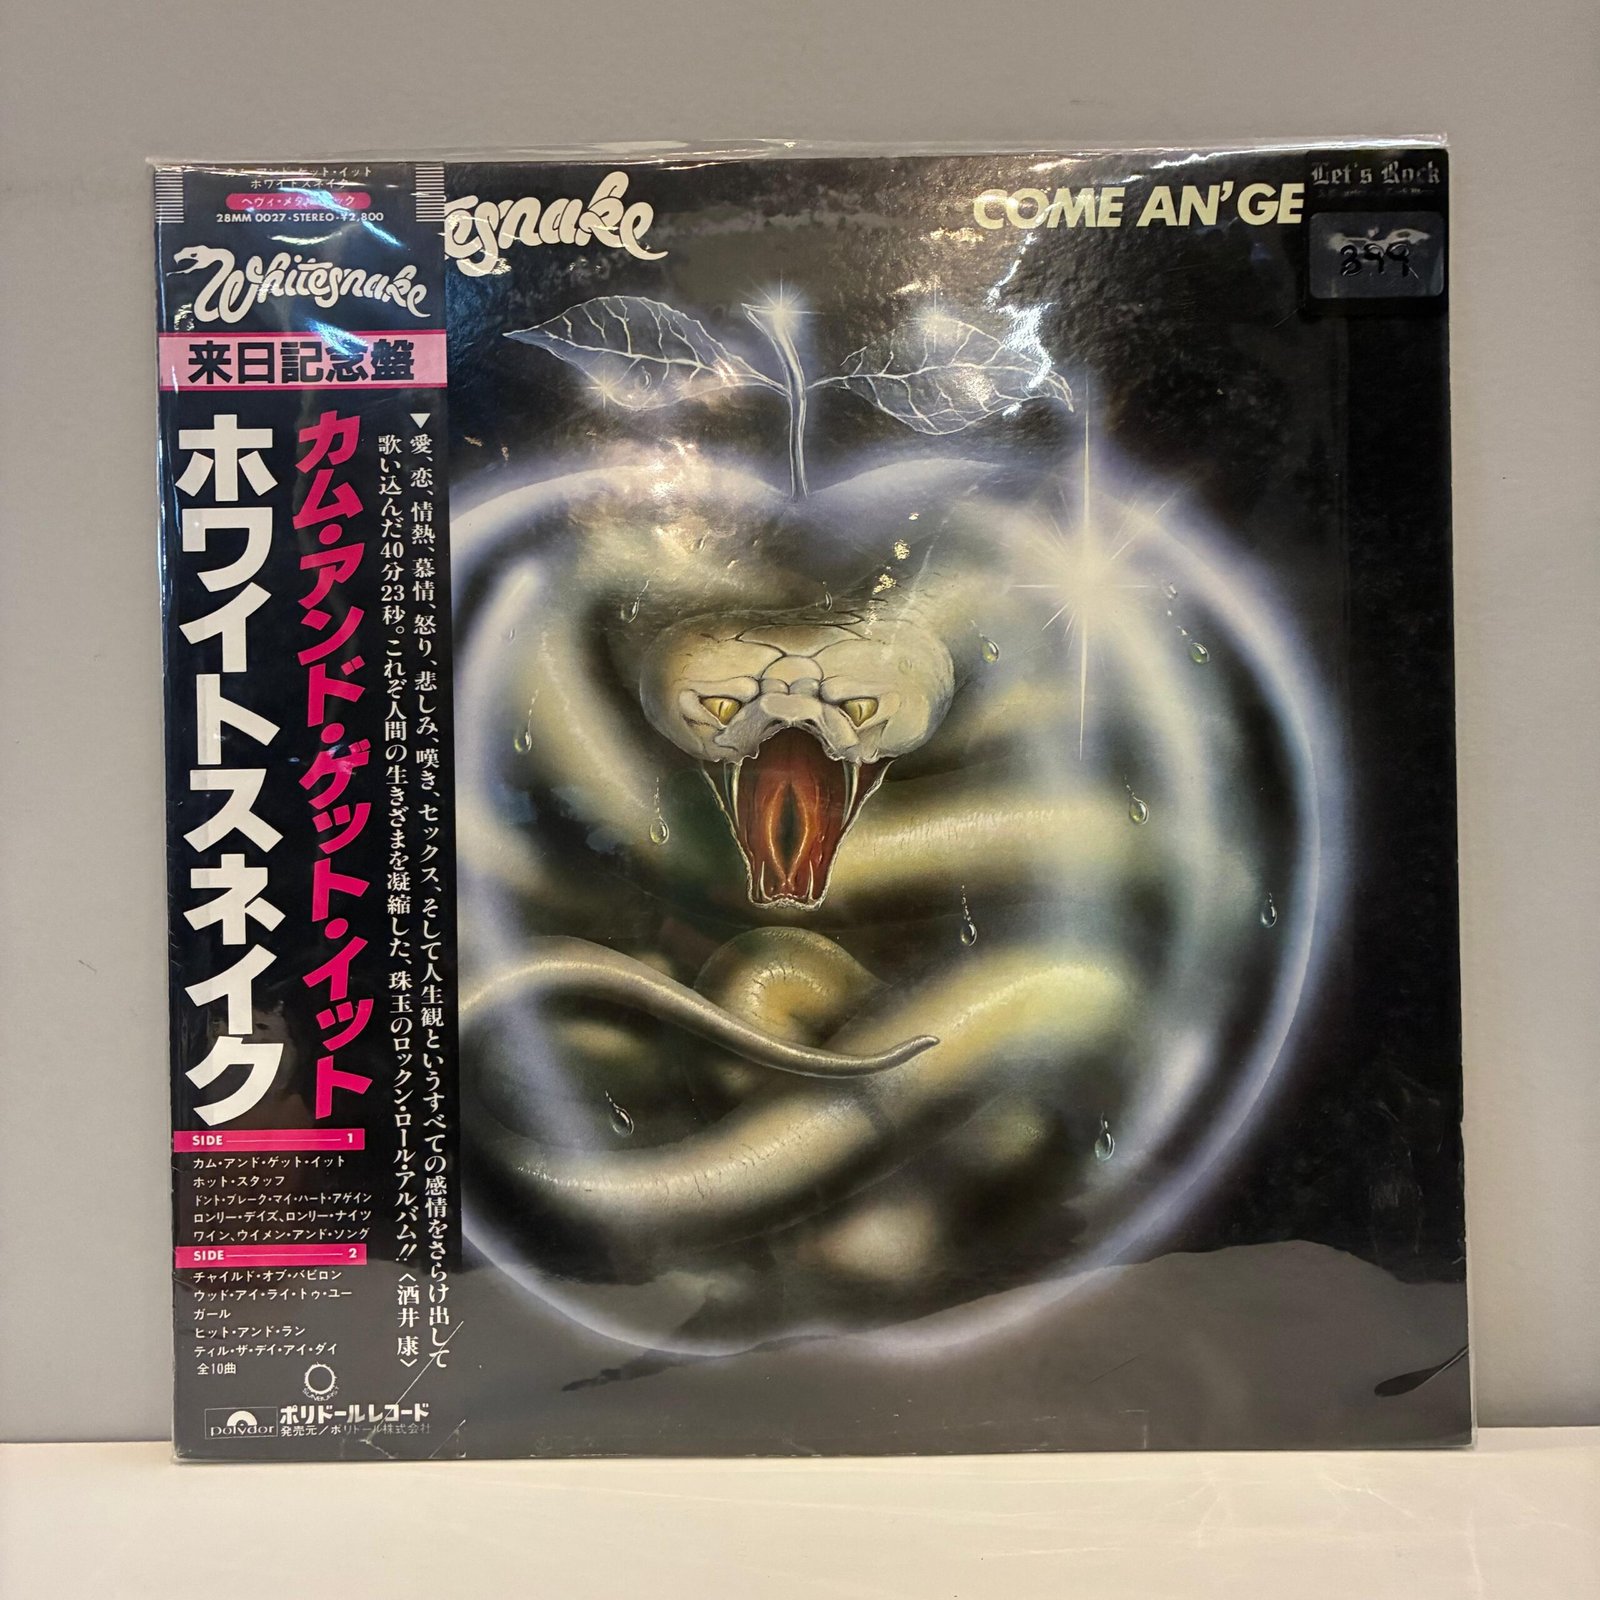 カム・アンド・ゲット・イット
ホワイトスネイク
ヘヴィ・メタル・ロック
28MM 0027・STEREO・¥2,800
Whitesnake
来日記念盤
カム・アンド・ゲット・イット
ホワイトスネイク
▼愛、恋、情熱、慕情、怒り、悲しみ、嘆き、セックス、そして人生観というすべての感情をさらけ出して
歌い込んだ40分23秒。これぞ人間の生きざまを凝縮した、珠玉のロックン・ロール・アルバム!!〈酒井 康〉
SIDE 1
カム・アンド・ゲット・イット
ホット・スタッフ
ドント・ブレーク・マイ・ハート・アゲイン
ロンリー・デイズ、ロンリー・ナイツ
ワイン、ウイメン・アンド・ソング
SIDE 2
チャイルド・オブ・バビロン
ウッド・アイ・ライ・トゥ・ユー
ガール
ヒット・アンド・ラン
ティル・ザ・デイ・アイ・ダイ
全10曲
SUNBURST
polydor
ポリドールレコード
発売元/ポリドール株式会社
tesnake
COME AN' GE
Let's Rock
399